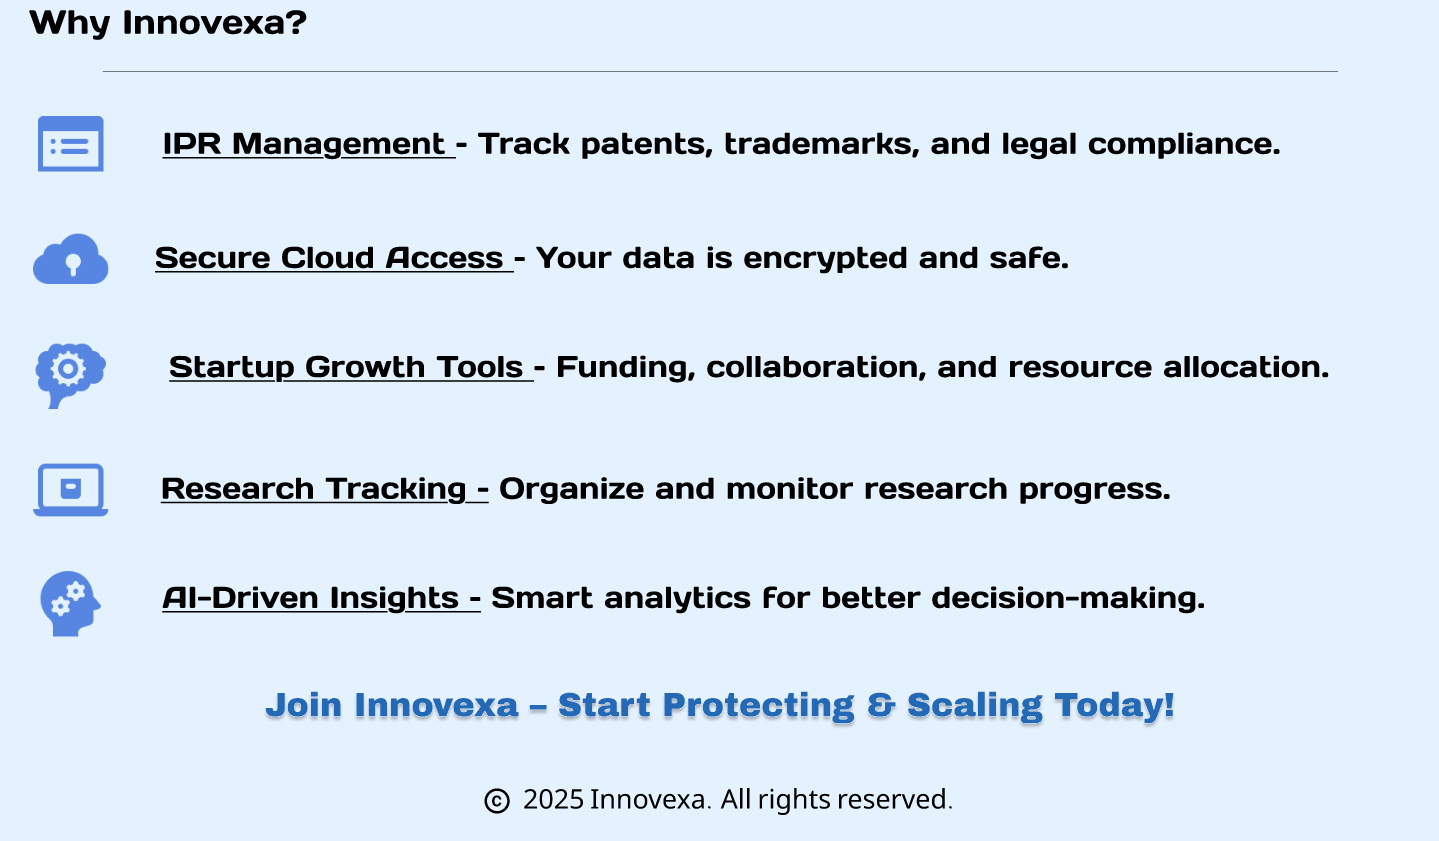 Why Innovexa?
IPR Management - Track patents, trademarks, and legal compliance.
Secure Cloud Access - Your data is encrypted and safe.
Startup Growth Tools - Funding, collaboration, and resource allocation.
Research Tracking - Organize and monitor research progress.
AI-Driven Insights - Smart analytics for better decision-making.
Join Innovexa – Start Protecting & Scaling Today!
© 2025 Innovexa. All rights reserved.